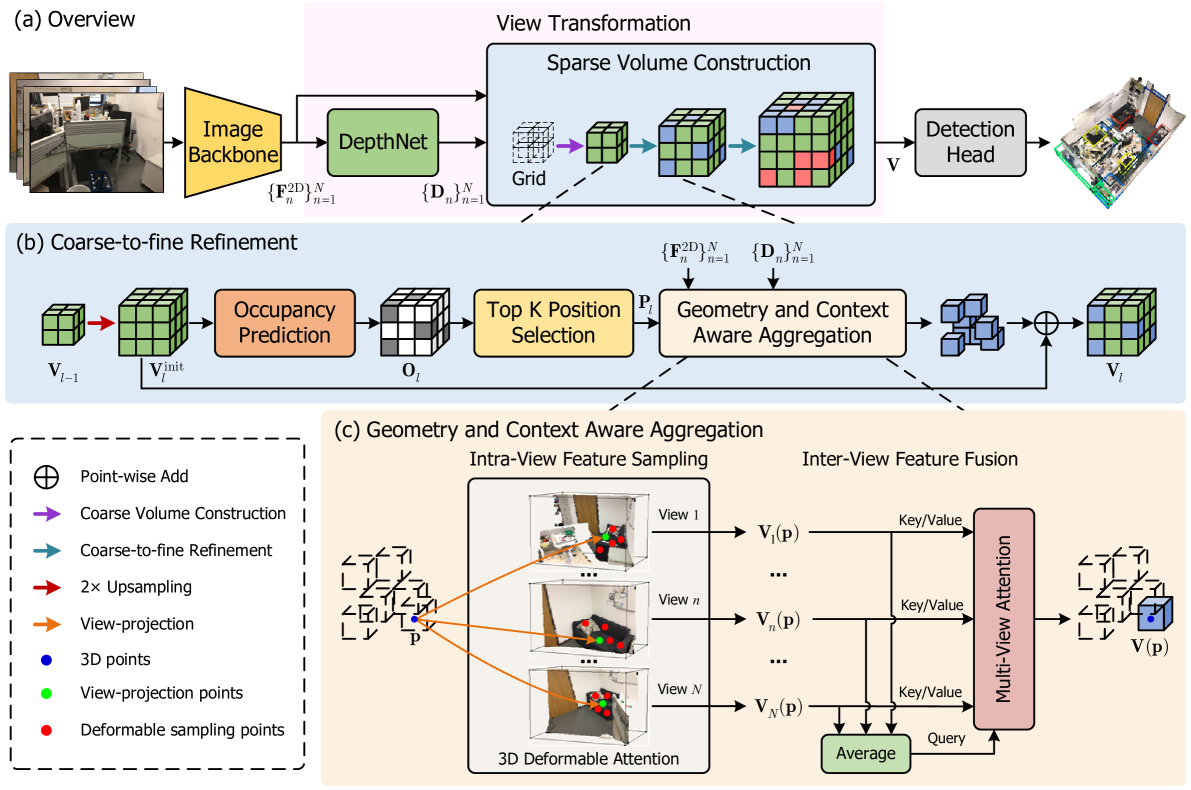 (a) Overview
View Transformation
Sparse Volume Construction
Image
Backbone
DepthNet
Grid
Detection
Head
{F_n^{2D}}_{n=1}^N
{D_n}_{n=1}^N
V
(b) Coarse-to-fine Refinement
{F_n^{2D}}_{n=1}^N
{D_n}_{n=1}^N
Occupancy
Prediction
Top K Position
Selection
P_l
Geometry and Context
Aware Aggregation
V_{l-1}
V_l^{init}
O_l
V_l
(c) Geometry and Context Aware Aggregation
Intra-View Feature Sampling
Inter-View Feature Fusion
View 1
V_1(p)
Key/Value
...
...
View n
V_n(p)
Key/Value
p
...
...
View N
V_N(p)
Key/Value
Multi-View Attention
V(p)
3D Deformable Attention
Average
Query
Point-wise Add
Coarse Volume Construction
Coarse-to-fine Refinement
2× Upsampling
View-projection
3D points
View-projection points
Deformable sampling points